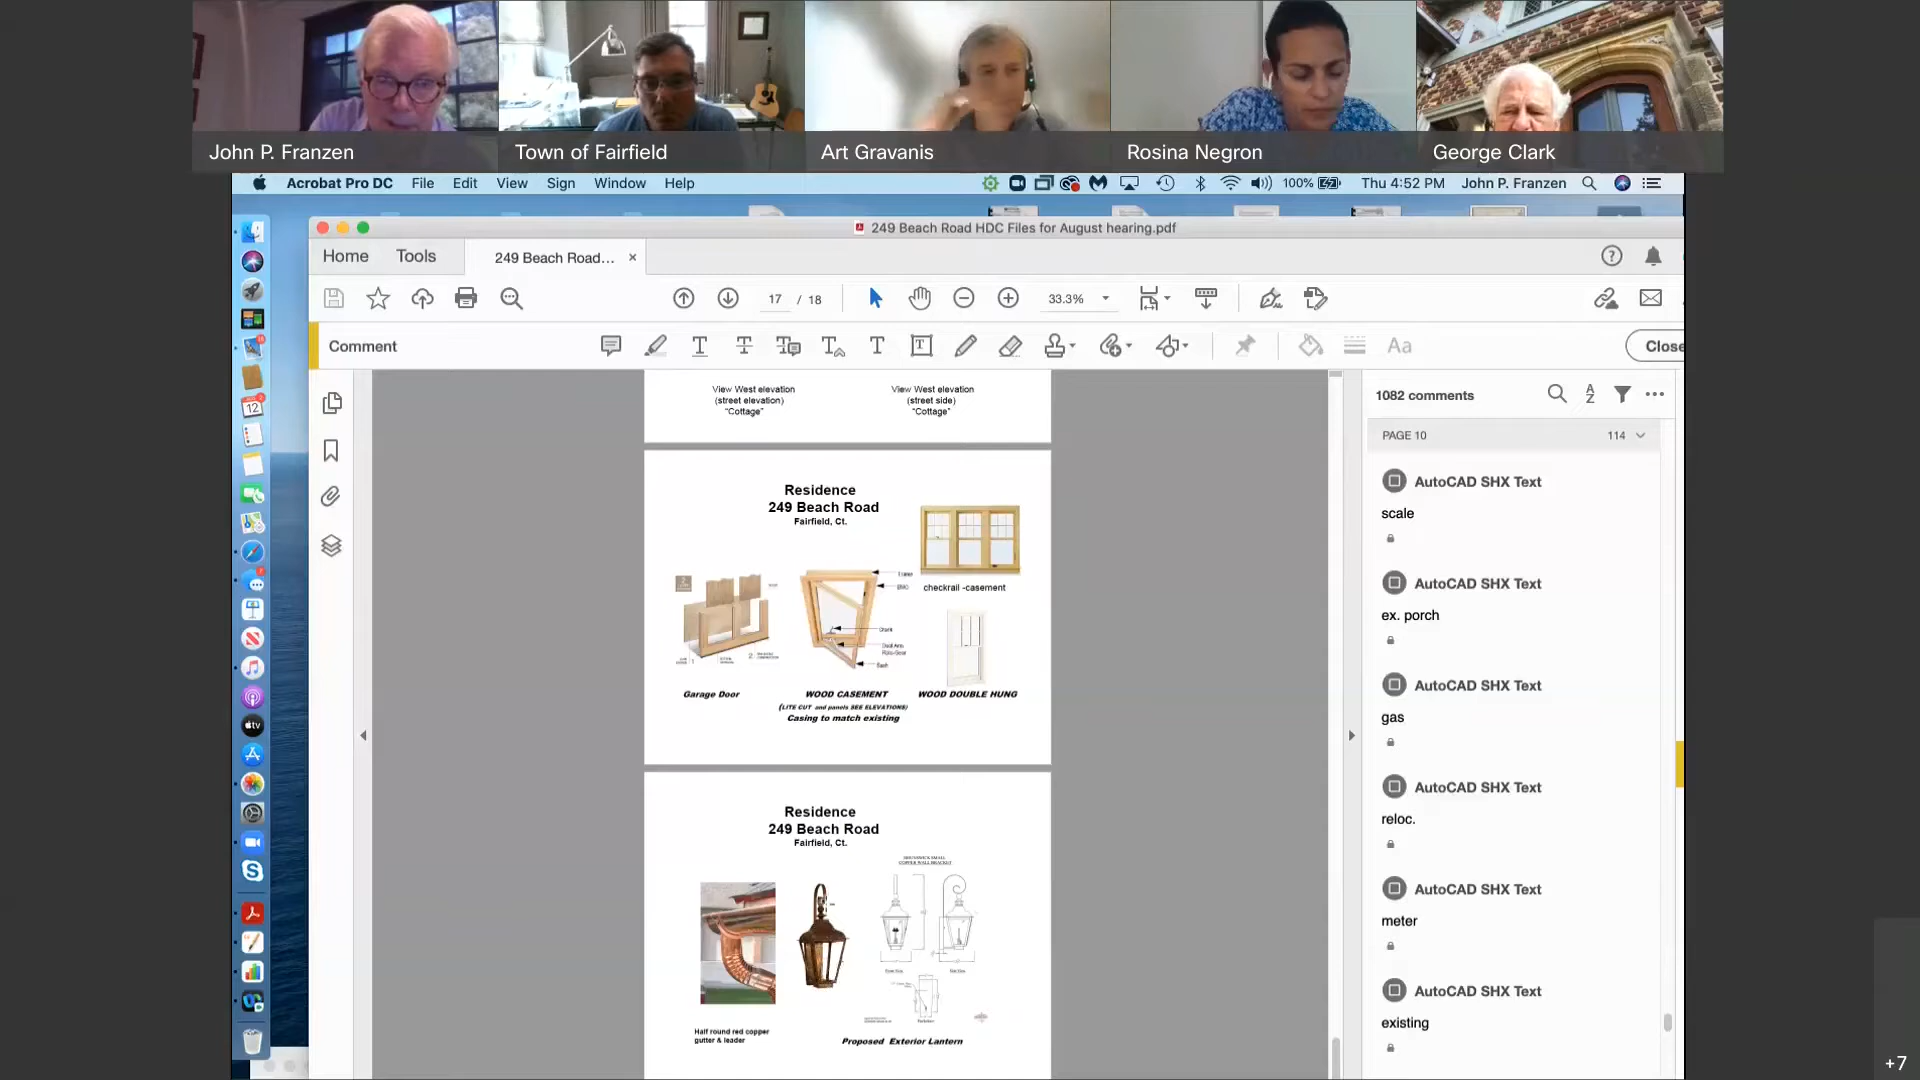 John P. Franzen
Town of Fairfield
Art Gravanis
Rosina Negron
George Clark
Acrobat Pro DC File Edit View Sign Window Help
100% Thu 4:52 PM John P. Franzen
249 Beach Road HDC Files for August hearing.pdf
Home Tools 249 Beach Road... ×
17 / 18 33.3%
Comment
Close
View West elevation
(street elevation)
"Cottage"
View West elevation
(street side)
"Cottage"
Residence
249 Beach Road
Fairfield, Ct.
checkrail -casement
Garage Door
WOOD CASEMENT
(LITE CUT and panels SEE ELEVATIONS)
Casing to match existing
WOOD DOUBLE HUNG
Residence
249 Beach Road
Fairfield, Ct.
Half round red copper
gutter & leader
Proposed Exterior Lantern
1082 comments
PAGE 10 114
AutoCAD SHX Text
scale
AutoCAD SHX Text
ex. porch
AutoCAD SHX Text
gas
AutoCAD SHX Text
reloc.
AutoCAD SHX Text
meter
AutoCAD SHX Text
existing
+7